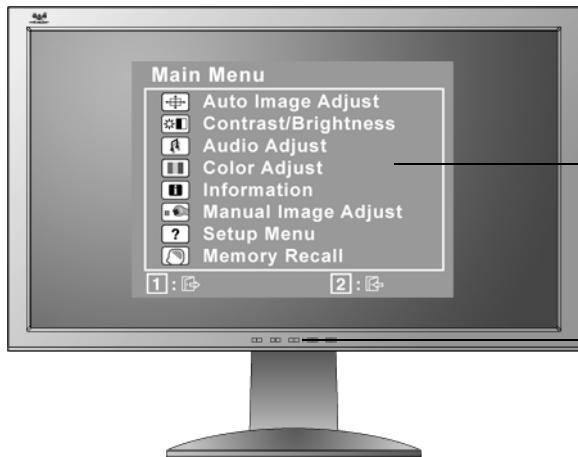 Main Menu
Auto Image Adjust
Contrast/Brightness
Audio Adjust
Color Adjust
Information
Manual Image Adjust
? Setup Menu
Memory Recall
1 : 2 :